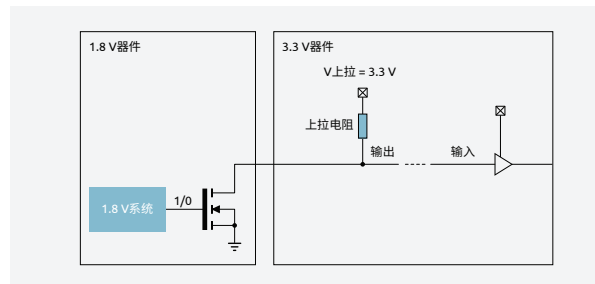 1.8 V器件
3.3 V器件
V上拉 = 3.3 V
上拉电阻
输出
输入
1.8 V系统
1/0